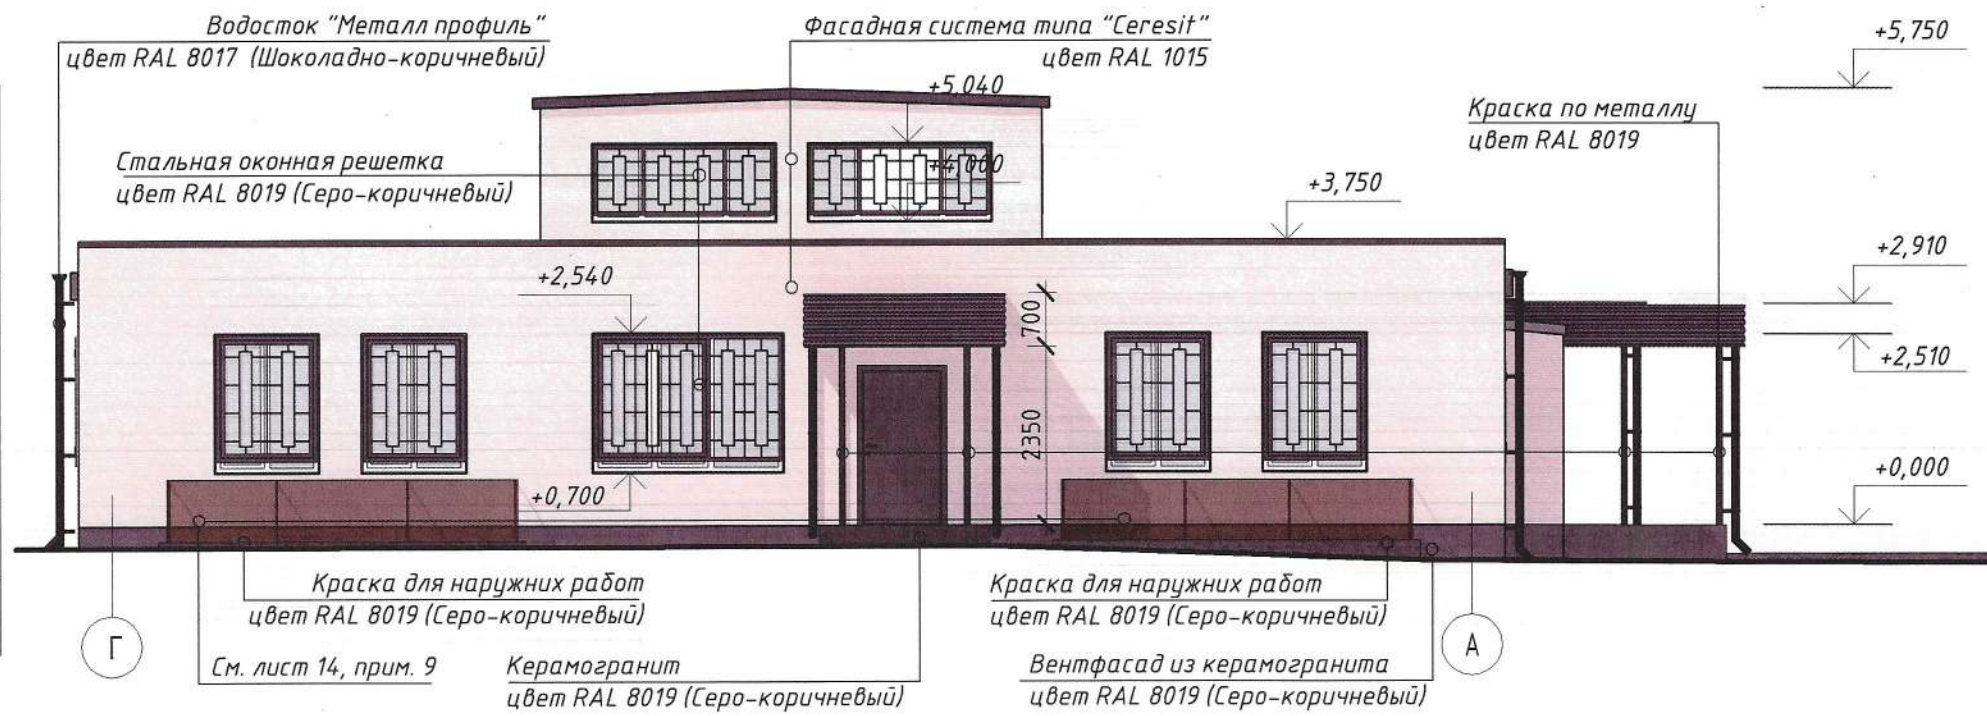 Водосток "Металл профиль"
цвет RAL 8017 (Шоколадно-коричневый)
Фасадная система типа "Ceresit"
цвет RAL 1015
+5,750
+5,040
Краска по металлу
цвет RAL 8019
Стальная оконная решетка
цвет RAL 8019 (Серо-коричневый)
+4,000
+3,750
+2,910
+2,540
700
+2,510
2350
+0,000
+0,700
Краска для наружних работ
цвет RAL 8019 (Серо-коричневый)
Краска для наружних работ
цвет RAL 8019 (Серо-коричневый)
Г
А
См. лист 14, прим. 9
Керамогранит
цвет RAL 8019 (Серо-коричневый)
Вентфасад из керамогранита
цвет RAL 8019 (Серо-коричневый)